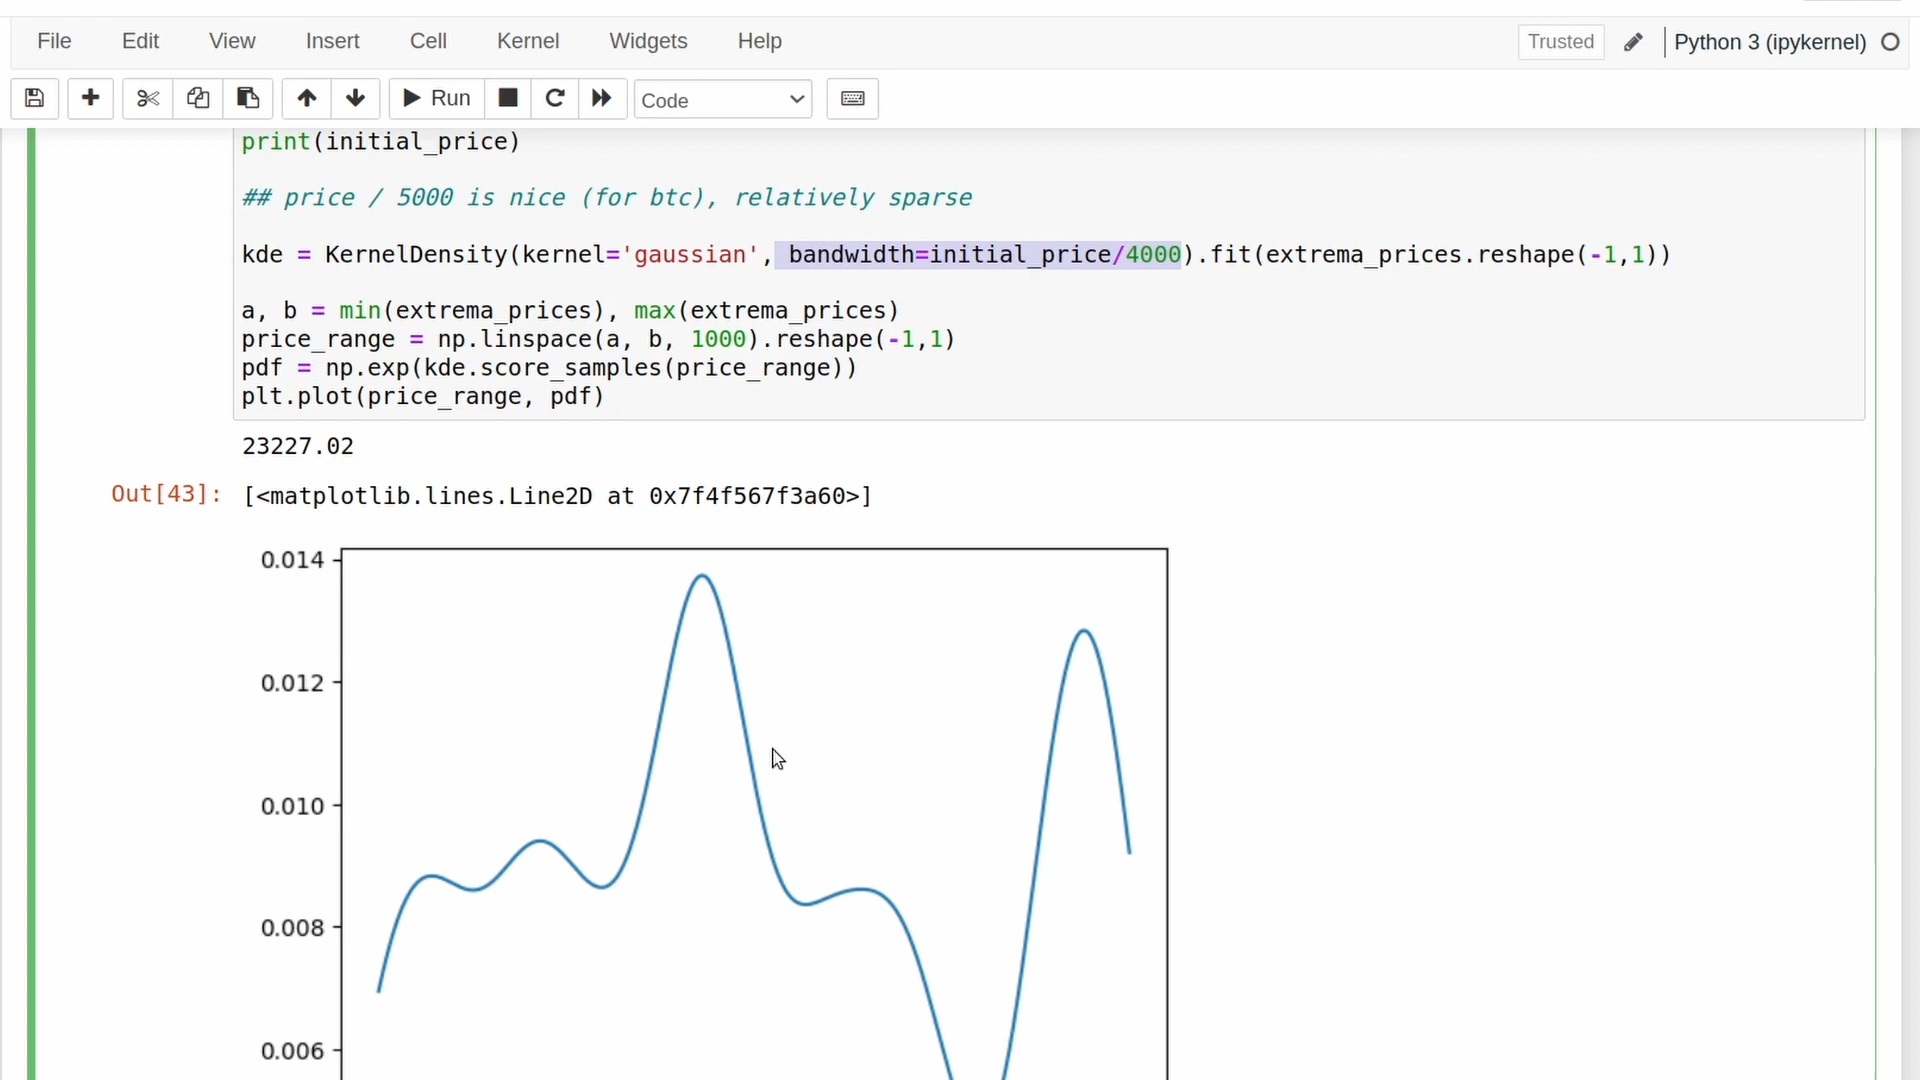 File Edit View Insert Cell Kernel Widgets Help Trusted Python 3 (ipykernel)
Run Code
print(initial_price)
## price / 5000 is nice (for btc), relatively sparse
kde = KernelDensity(kernel='gaussian', bandwidth=initial_price/4000).fit(extrema_prices.reshape(-1,1))
a, b = min(extrema_prices), max(extrema_prices)
price_range = np.linspace(a, b, 1000).reshape(-1,1)
pdf = np.exp(kde.score_samples(price_range))
plt.plot(price_range, pdf)
23227.02
Out[43]: [<matplotlib.lines.Line2D at 0x7f4f567f3a60>]
0.014
0.012
0.010
0.008
0.006